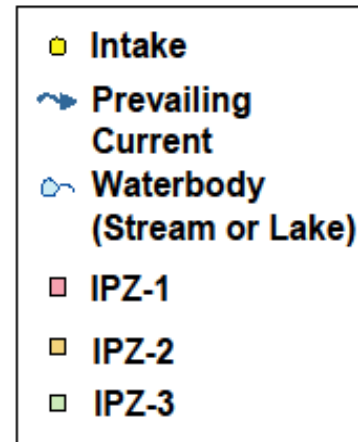 Intake
Prevailing
Current
Waterbody
(Stream or Lake)
IPZ-1
IPZ-2
IPZ-3